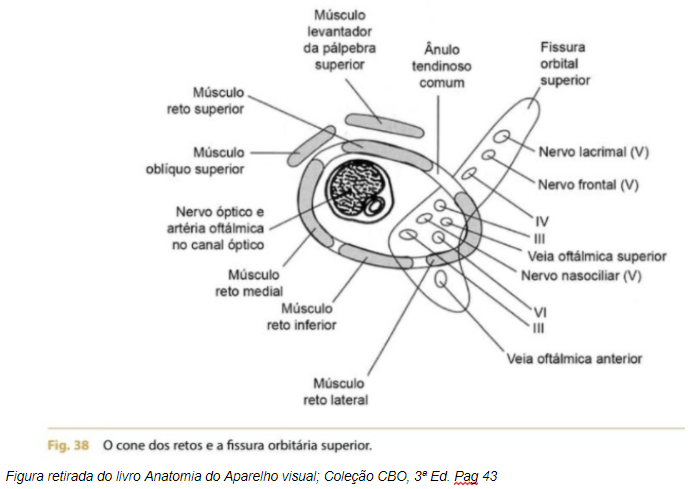 Músculo
levantador
da pálpebra
superior
Ânulo
tendinoso
comum
Fissura
orbital
superior
Músculo
reto superior
Músculo
oblíquo superior
Nervo óptico e
artéria oftálmica
no canal óptico
Músculo
reto medial
Músculo
reto inferior
Músculo
reto lateral
Nervo lacrimal (V)
Nervo frontal (V)
IV
III
Veia oftálmica superior
Nervo nasociliar (V)
VI
III
Veia oftálmica anterior
Fig. 38 O cone dos retos e a fissura orbitária superior.
Figura retirada do livro Anatomia do Aparelho visual; Coleção CBO, 3ª Ed. Pag 43